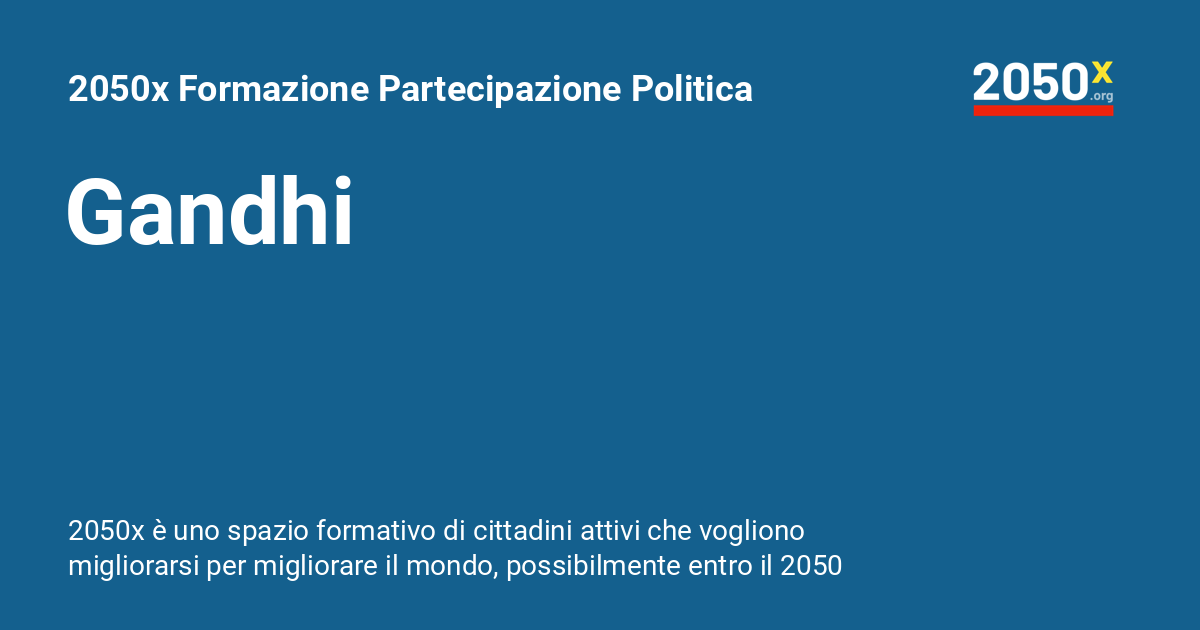 2050x Formazione Partecipazione Politica
2050x
.org
Gandhi
2050x è uno spazio formativo di cittadini attivi che vogliono
migliorarsi per migliorare il mondo, possibilmente entro il 2050